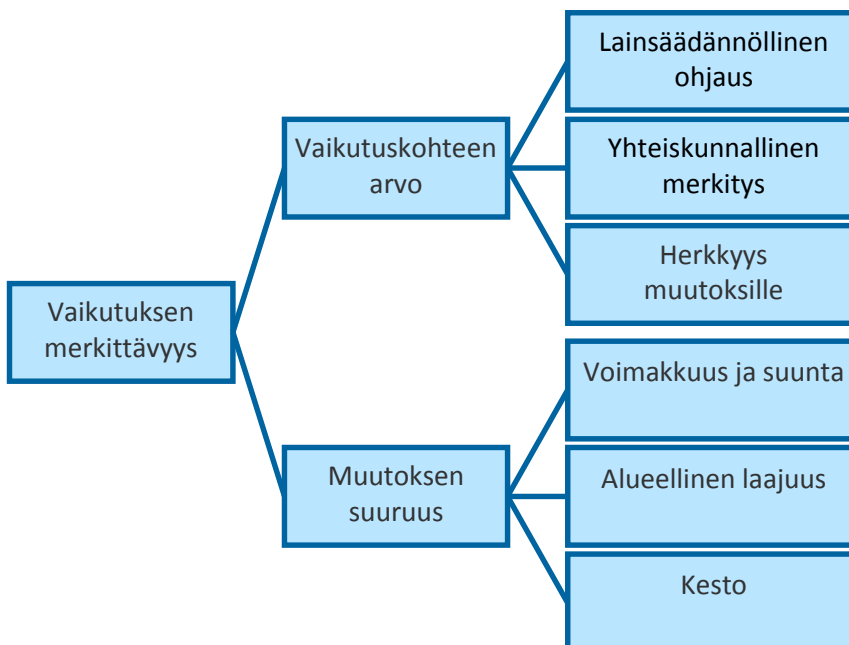 Vaikutuksen
merkittävyys
Vaikutuskohteen
arvo
Lainsäädännöllinen
ohjaus
Yhteiskunnallinen
merkitys
Herkkyys
muutoksille
Muutoksen
suuruus
Voimakkuus ja suunta
Alueellinen laajuus
Kesto